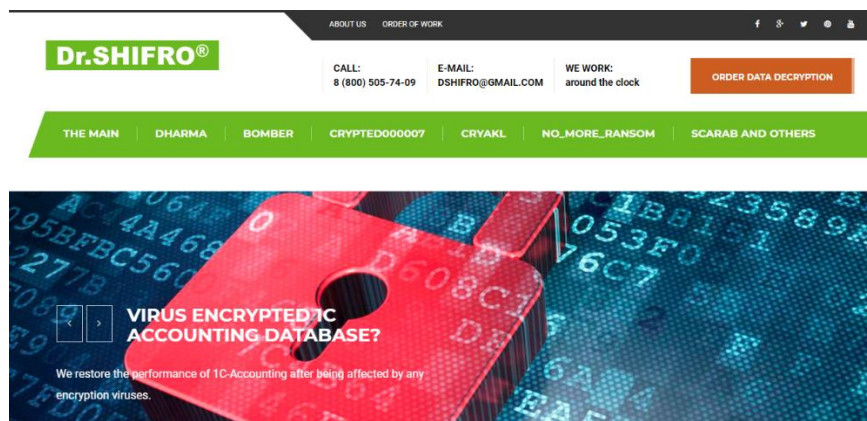 ABOUT US ORDER OF WORK
Dr.SHIFRO®
CALL:
8 (800) 505-74-09
E-MAIL:
DSHIFRO@GMAIL.COM
WE WORK:
around the clock
ORDER DATA DECRYPTION
THE MAIN DHARMA BOMBER CRYPTED000007 CRYAKL NO_MORE_RANSOM SCARAB AND OTHERS
VIRUS ENCRYPTED 1C
ACCOUNTING DATABASE?
We restore the performance of 1C-Accounting after being affected by any
encryption viruses.